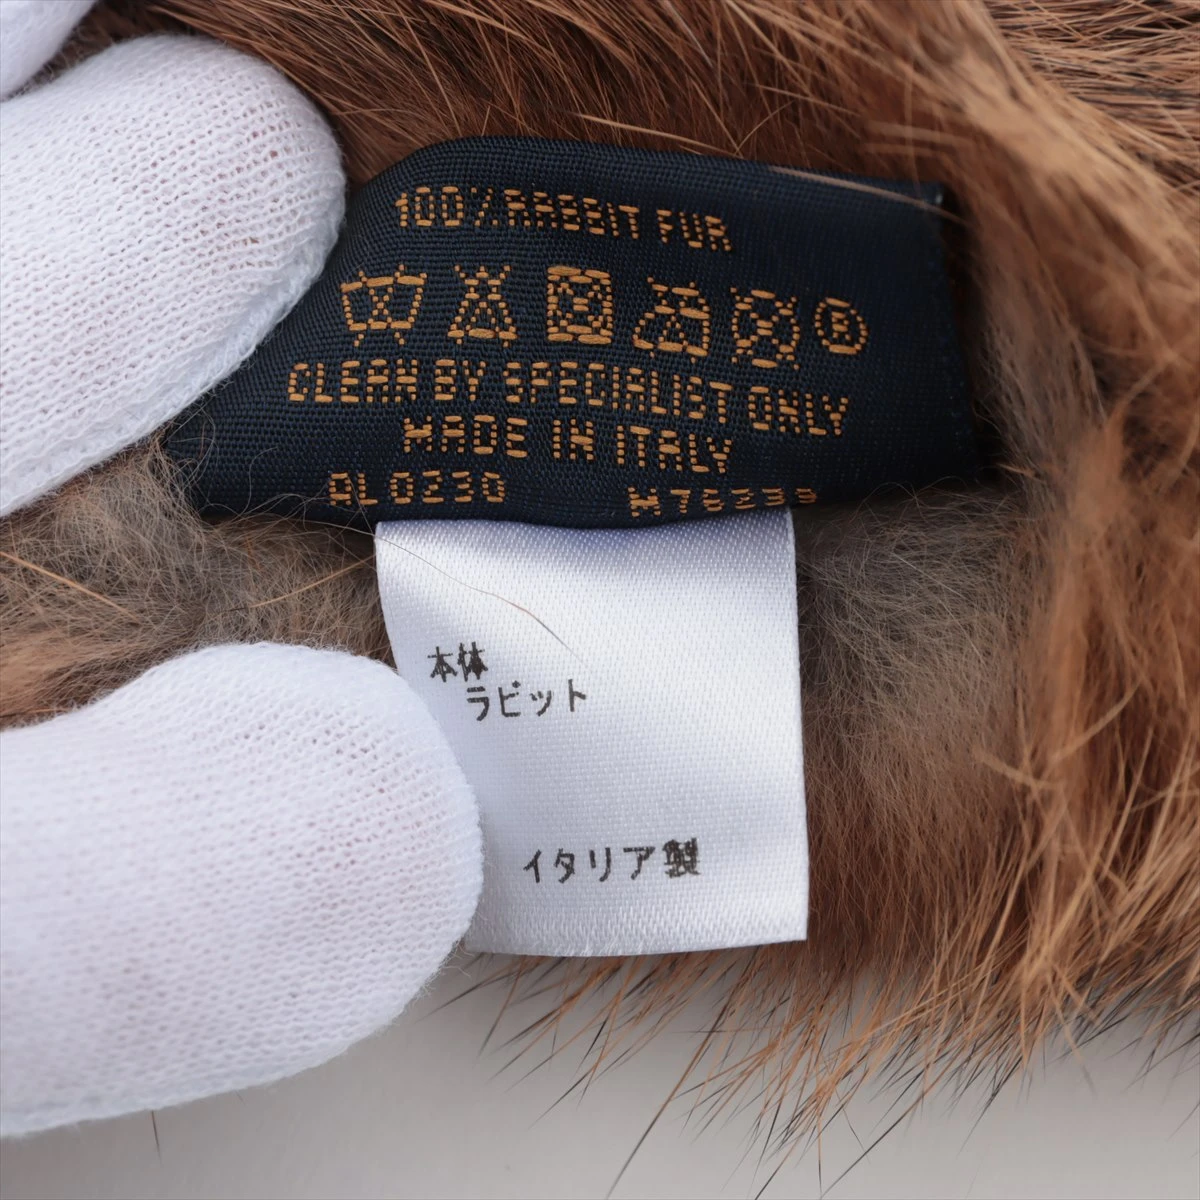 100% RABBIT FUR
®
CLEAN BY SPECIALIST ONLY
MADE IN ITALY
AL0230 M76239
本体
ラビット
イタリア製